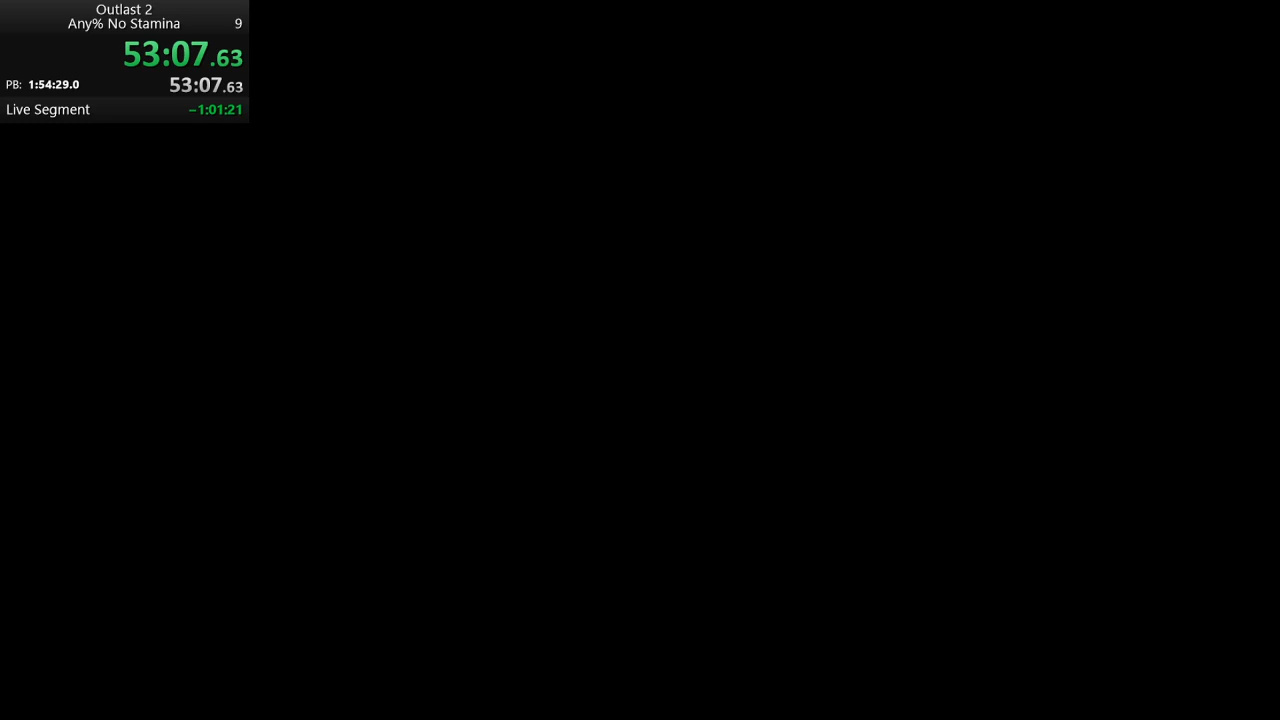 Outlast 2
Any% No Stamina 9
53:07.63
PB: 1:54:29.0 53:07.63
Live Segment −1:01:21